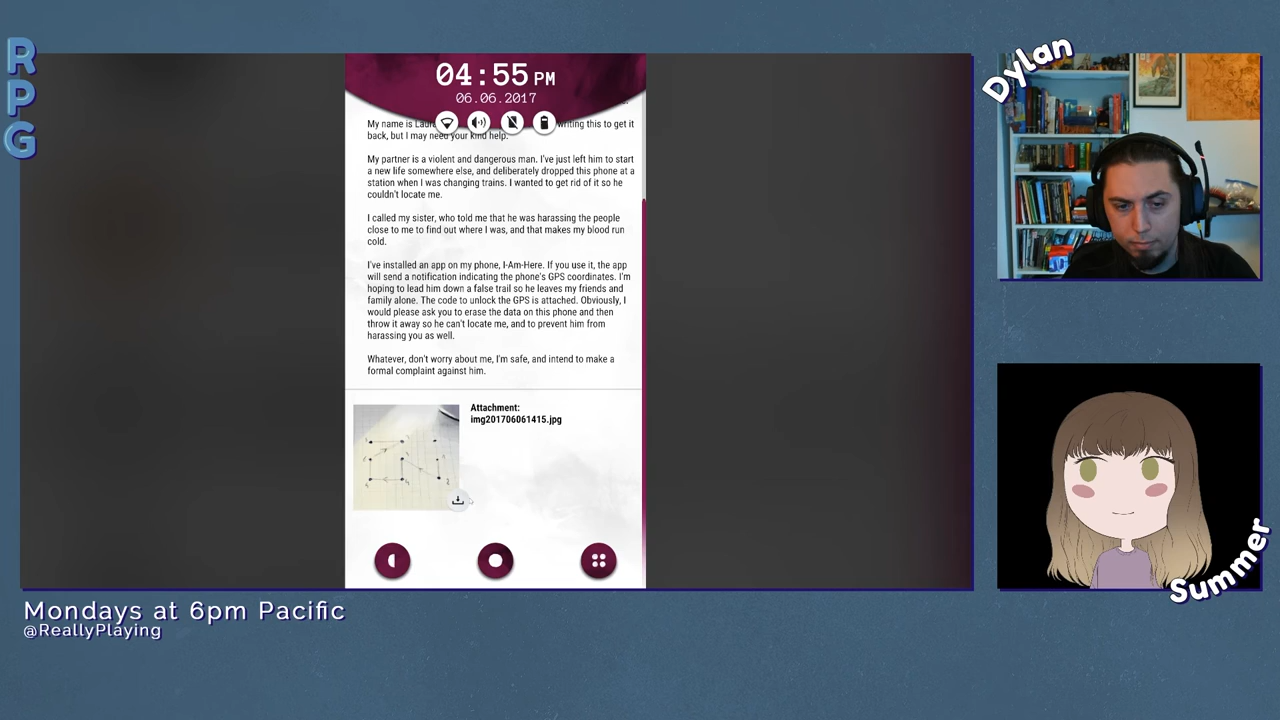 RPG
04:55 PM
06.06.2017
My name is writing this to get it
back, but I may need your kind help.
My partner is a violent and dangerous man. I've just left him to start
a new life somewhere else, and deliberately dropped this phone at a
station when I was changing trains. I wanted to get rid of it so he
couldn't locate me.
I called my sister, who told me that he was harassing the people
close to me to find out where I was, and that makes my blood run
cold.
I've installed an app on my phone, I-Am-Here. If you use it, the app
will send a notification indicating the phone's GPS coordinates. I'm
hoping to lead him down a false trail so he leaves my friends and
family alone. The code to unlock the GPS is attached. Obviously, I
would please ask you to erase the data on this phone and then
throw it away so he can't locate me, and to prevent him from
harassing you as well.
Whatever, don't worry about me, I'm safe, and intend to make a
formal complaint against him.
Attachment:
img201706061415.jpg
Dylan
Summer
Mondays at 6pm Pacific
@ReallyPlaying